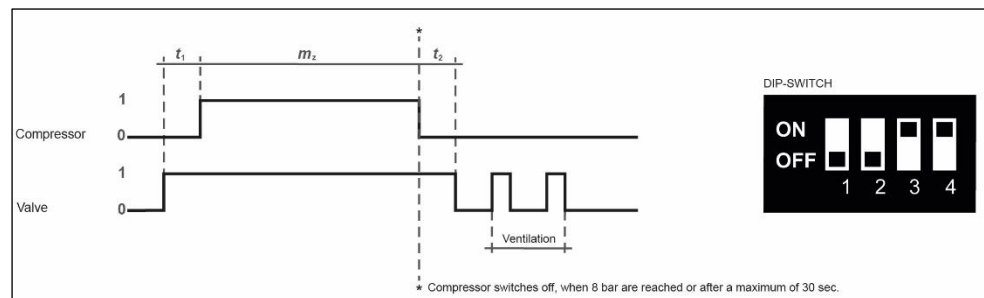 *
t₁ mz t₂
DIP-SWITCH
1
Compressor 0
ON
OFF
1 2 3 4
1
Valve 0
Ventilation
* Compressor switches off, when 8 bar are reached or after a maximum of 30 sec.